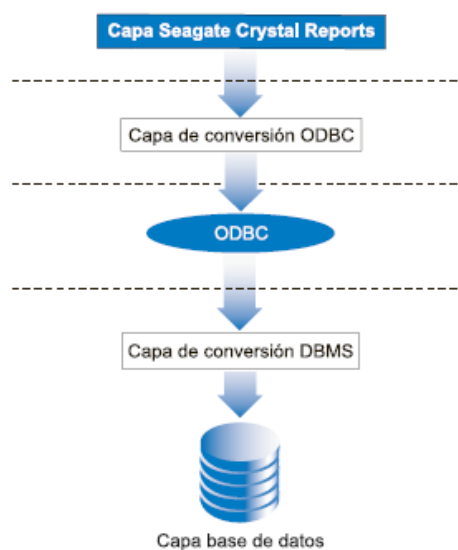 Capa Seagate Crystal Reports
Capa de conversión ODBC
ODBC
Capa de conversión DBMS
Capa base de datos